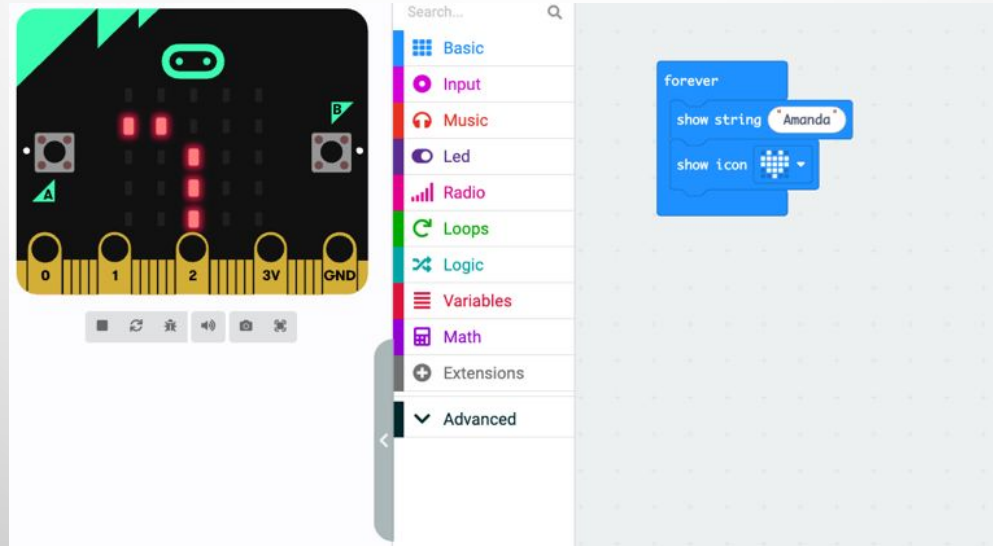 B
A
0 1 2 3V GND
Search...
Basic
Input
Music
Led
Radio
Loops
Logic
Variables
Math
Extensions
Advanced
forever
show string "Amanda"
show icon